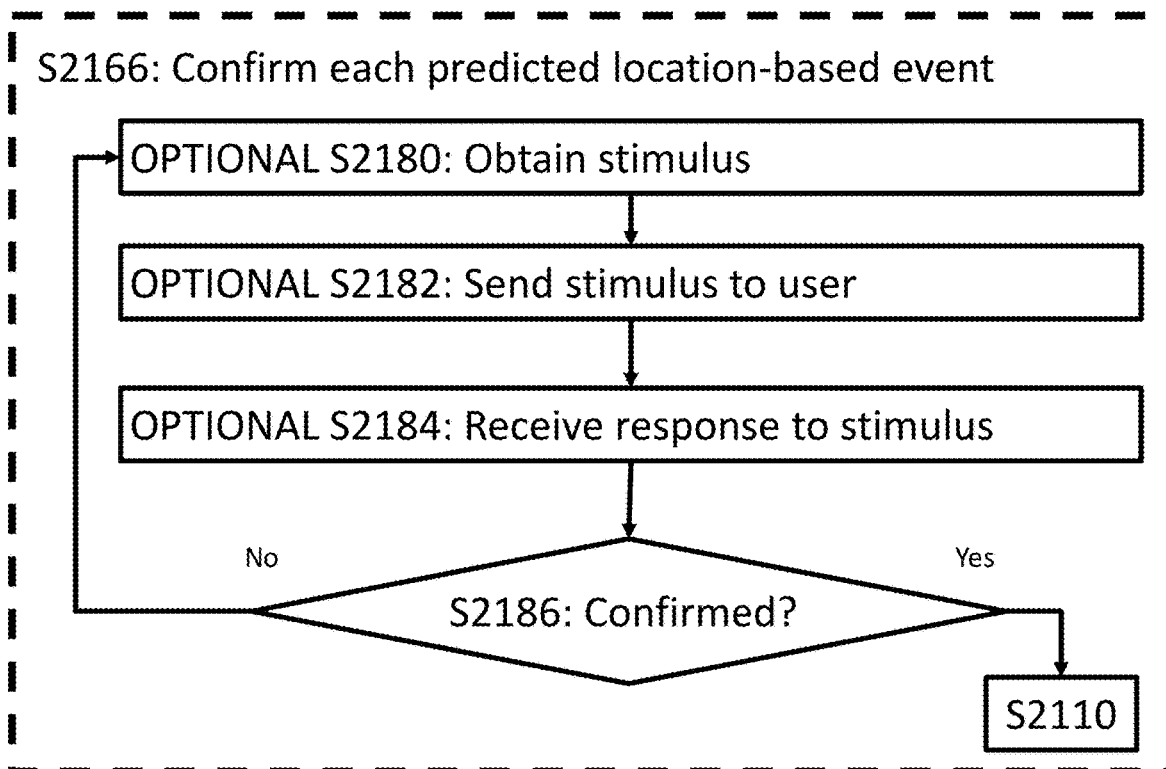 S2166: Confirm each predicted location-based event
OPTIONAL S2180: Obtain stimulus
OPTIONAL S2182: Send stimulus to user
OPTIONAL S2184: Receive response to stimulus
No
Yes
S2186: Confirmed?
S2110